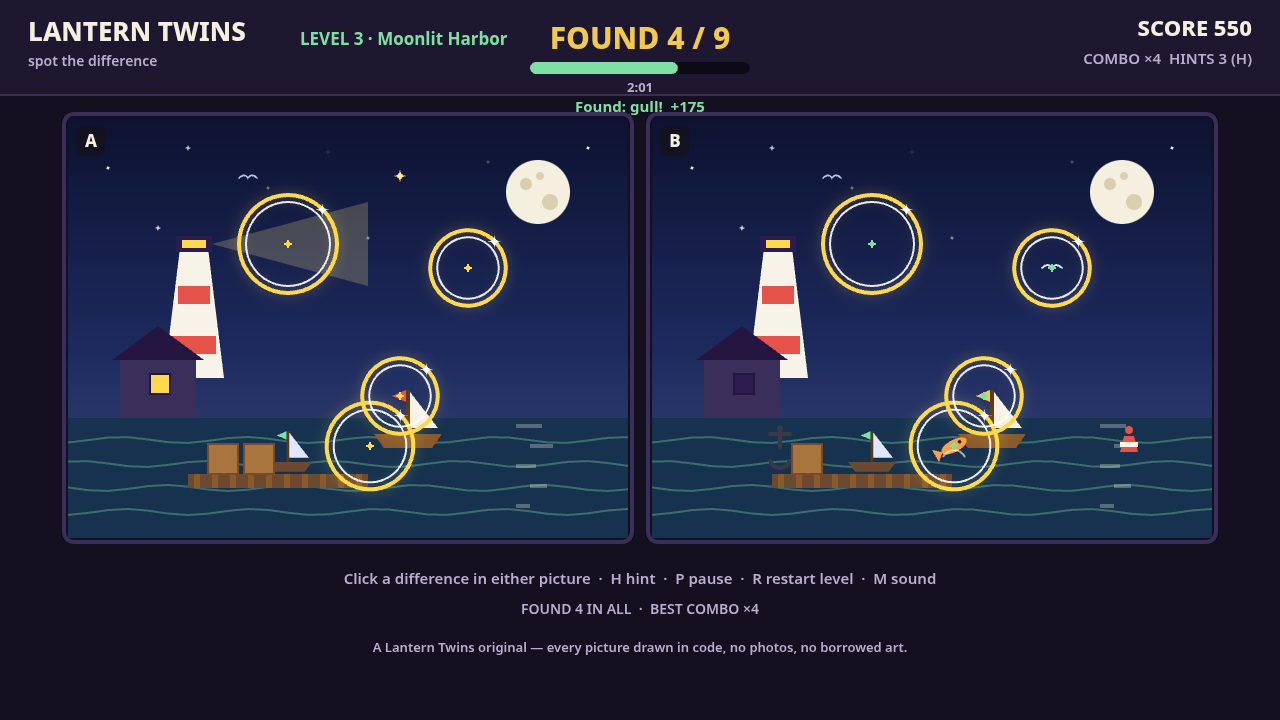 LANTERN TWINS
spot the difference
LEVEL 3 · Moonlit Harbor
FOUND 4 / 9
2:01
SCORE 550
COMBO ×4 HINTS 3 (H)
Found: gull! +175
A
B
Click a difference in either picture · H hint · P pause · R restart level · M sound
FOUND 4 IN ALL · BEST COMBO ×4
A Lantern Twins original — every picture drawn in code, no photos, no borrowed art.